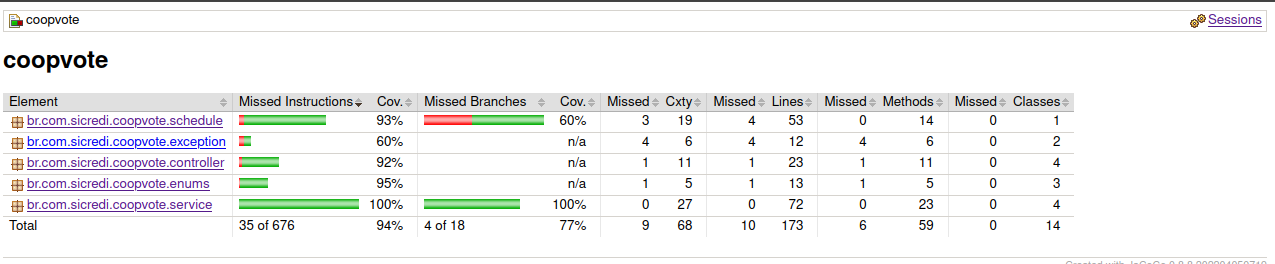 coopvote Sessions
coopvote
Element Missed Instructions Cov. Missed Branches Cov. Missed Cxty Missed Lines Missed Methods Missed Classes
br.com.sicredi.coopvote.schedule 93% 60% 3 19 4 53 0 14 0 1
br.com.sicredi.coopvote.exception 60% n/a 4 6 4 12 4 6 0 2
br.com.sicredi.coopvote.controller 92% n/a 1 11 1 23 1 11 0 4
br.com.sicredi.coopvote.enums 95% n/a 1 5 1 13 1 5 0 3
br.com.sicredi.coopvote.service 100% 100% 0 27 0 72 0 23 0 4
Total 35 of 676 94% 4 of 18 77% 9 68 10 173 6 59 0 14
Created with JaCoCo 0.8.8.202204050719